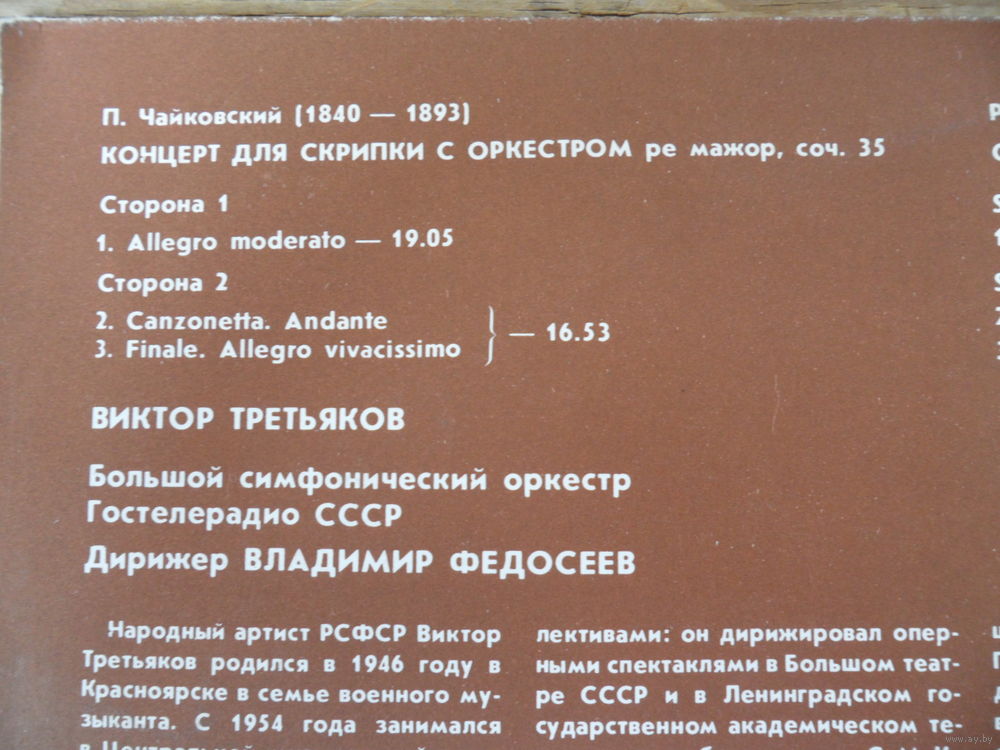 П. Чайковский (1840 — 1893)
КОНЦЕРТ ДЛЯ СКРИПКИ С ОРКЕСТРОМ ре мажор, соч. 35
Сторона 1
1. Allegro moderato — 19.05
Сторона 2
2. Canzonetta. Andante
3. Finale. Allegro vivacissimo
} — 16.53
ВИКТОР ТРЕТЬЯКОВ
Большой симфонический оркестр
Гостелерадио СССР
Дирижер ВЛАДИМИР ФЕДОСЕЕВ
Народный артист РСФСР Виктор
Третьяков родился в 1946 году в
Красноярске в семье военного му-
зыканта. С 1954 года занимался
лективами: он дирижировал опер-
ными спектаклями в Большом теат-
ре СССР и в Ленинградском го-
сударственном академическом те-
www.ay.by